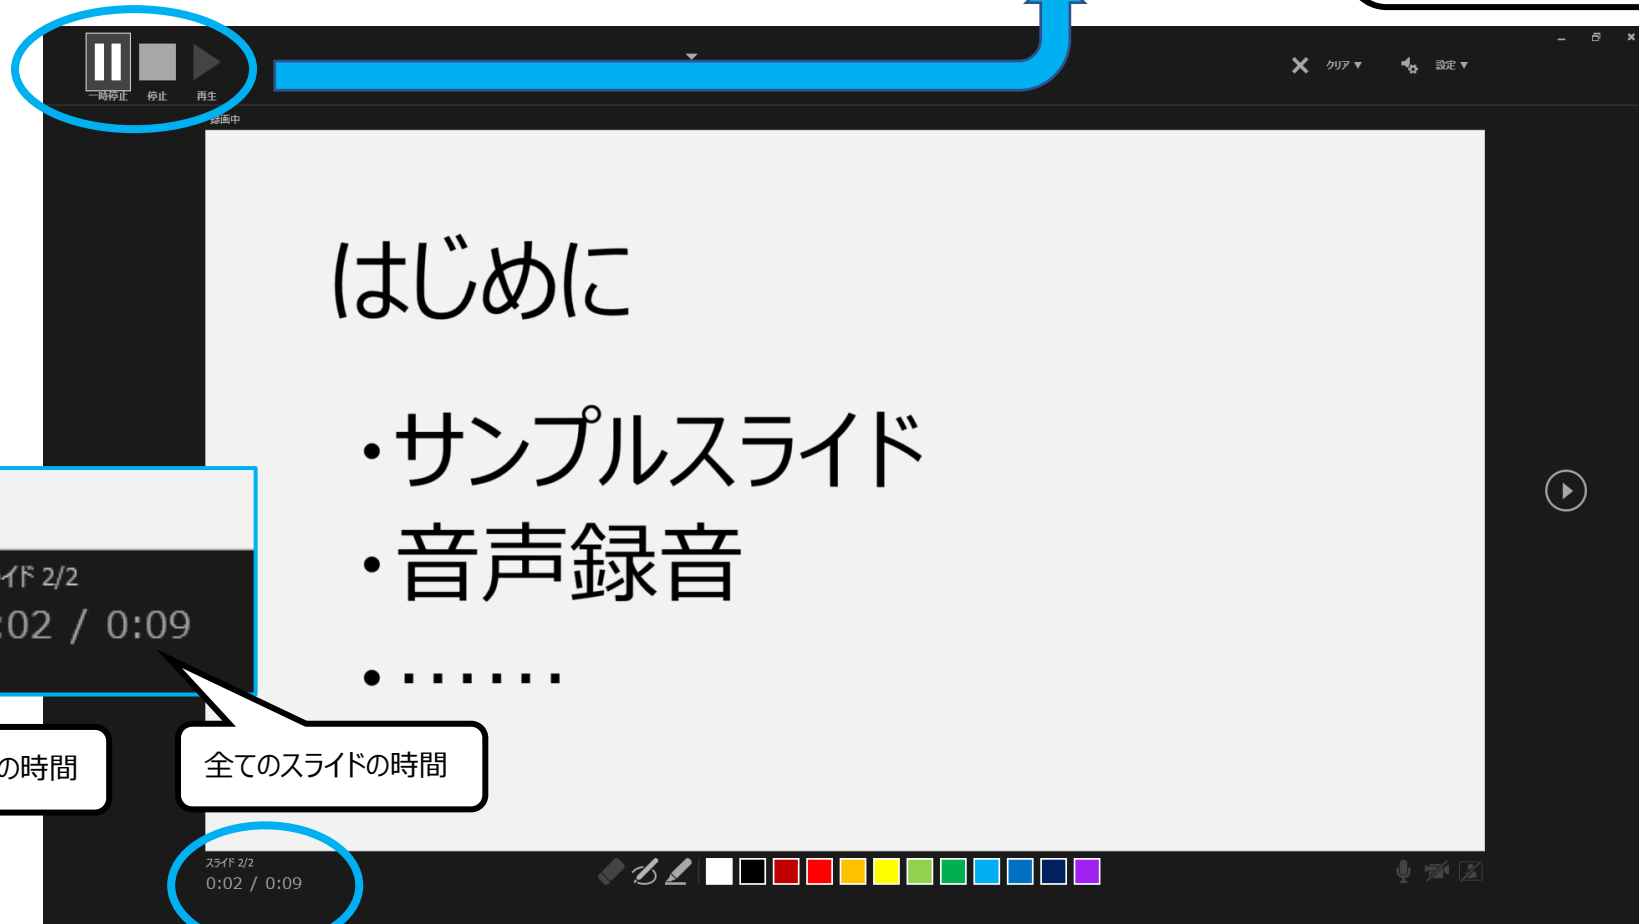 一時停止 停止 再生
クリア▼ 設定▼
録画中
はじめに
・サンプルスライド
・音声録音
・……
イド 2/2
:02 / 0:09
の時間
全てのスライドの時間
スライド 2/2
0:02 / 0:09